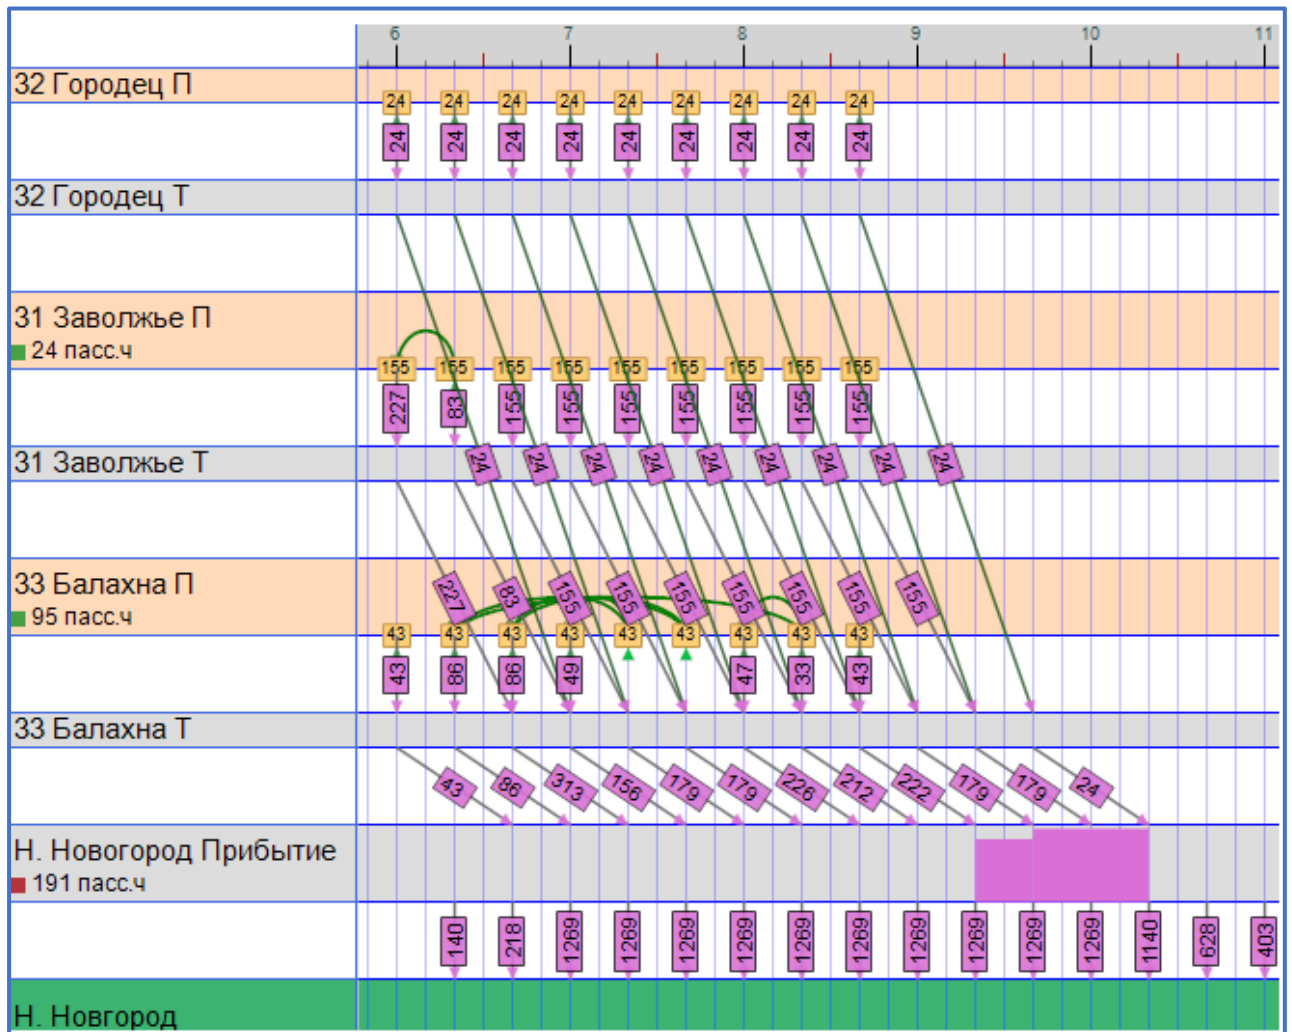 6 7 8 9 10 11
32 Городец П
24 24 24 24 24 24 24 24 24
24 24 24 24 24 24 24 24 24
32 Городец Т
31 Заволжье П
24 пасс.ч
155 155 155 155 155 155 155 155 155
227 83 155 155 155 155 155 155 155
31 Заволжье Т
24 24 24 24 24 24 24 24 24
33 Балахна П
227 83 155 155 155 155 155 155 155
95 пасс.ч
43 43 43 43 43 43 43 43 43
43 86 86 49 47 33 43
33 Балахна Т
43 86 313 156 179 179 226 212 222 179 179 24
Н. Новогород Прибытие
191 пасс.ч
140 218 1269 1269 1269 1269 1269 1269 1269 1269 1269 1269 1140 628 403
Н. Новгород